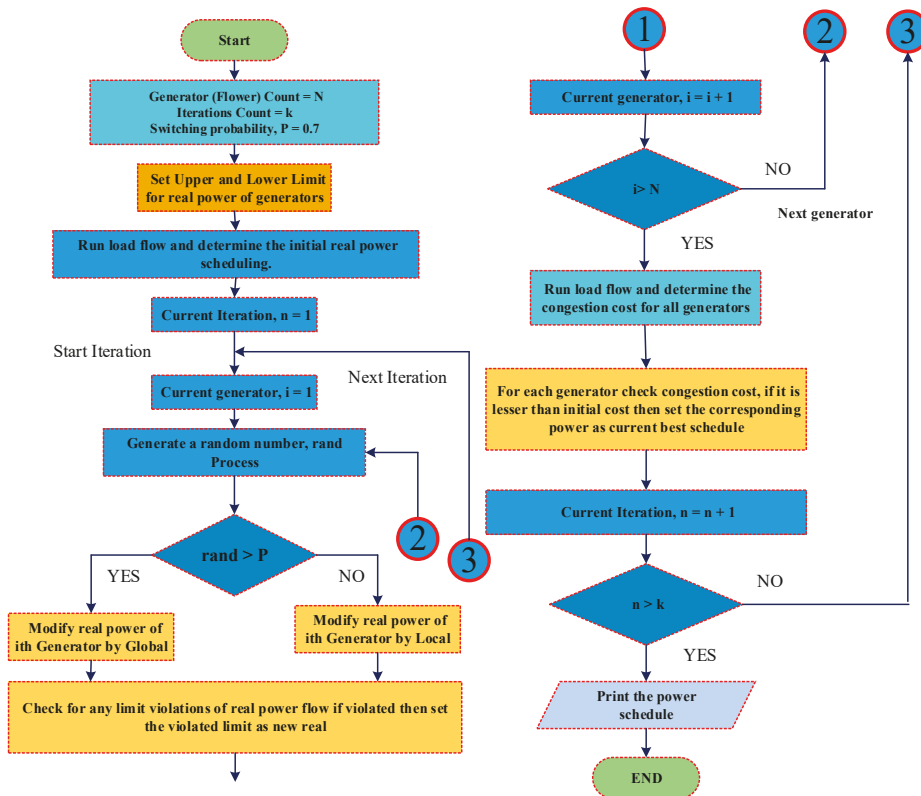 Start
Generator (Flower) Count = N
Iterations Count = k
Switching probability, P = 0.7
Set Upper and Lower Limit
for real power of generators
Run load flow and determine the initial real power
scheduling.
Current Iteration, n = 1
Start Iteration
Next Iteration
Current generator, i = 1
Generate a random number, rand
Process
2
3
rand > P
YES
NO
Modify real power of
ith Generator by Global
Modify real power of
ith Generator by Local
Check for any limit violations of real power flow if violated then set
the violated limit as new real
1
2
3
Current generator, i = i + 1
i> N
NO
Next generator
YES
Run load flow and determine the
congestion cost for all generators
For each generator check congestion cost, if it is
lesser than initial cost then set the corresponding
power as current best schedule
Current Iteration, n = n + 1
n > k
NO
YES
Print the power
schedule
END